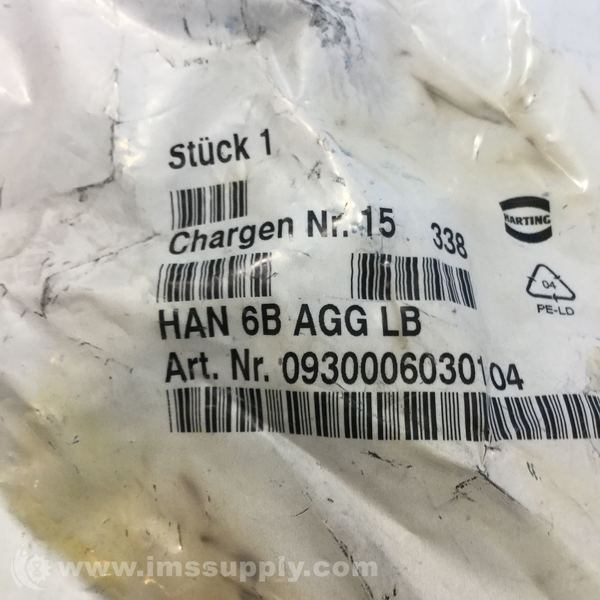 Stück 1
Chargen Nr. 15 338
HARTING
04
PE-LD
HAN 6B AGG LB
Art. Nr. 09300060301 04
www.imssupply.com